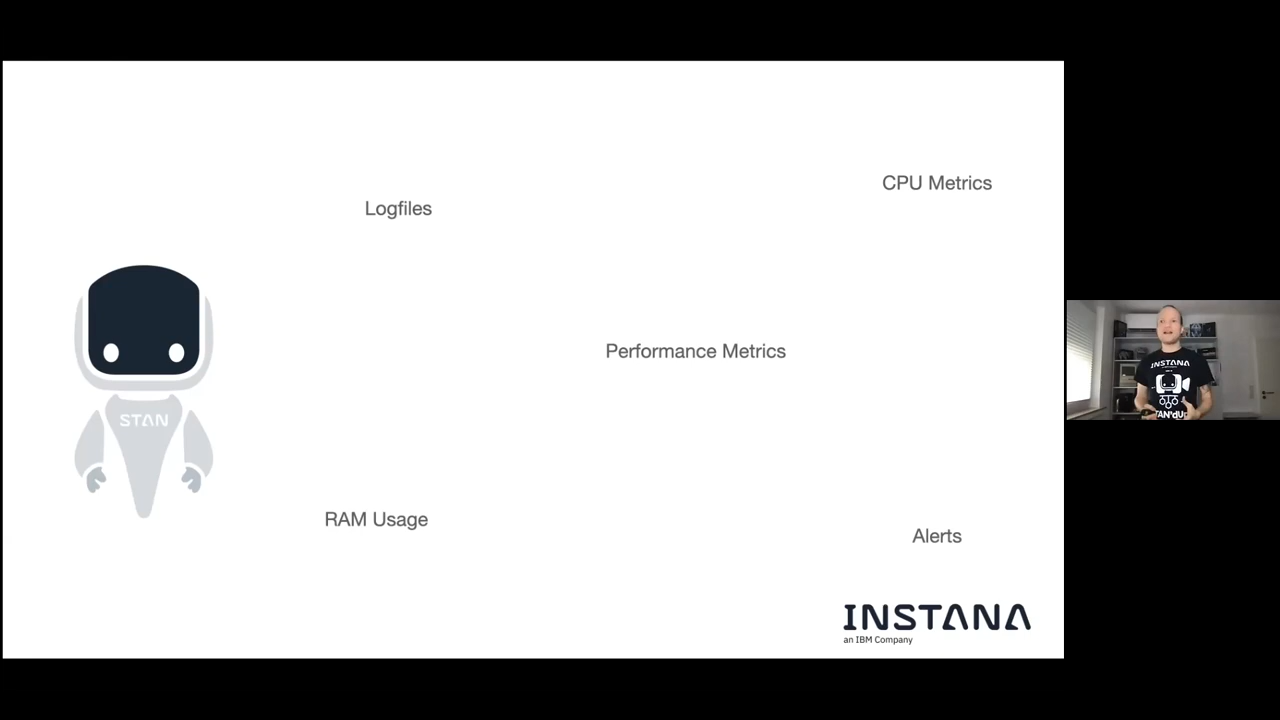 CPU Metrics
Logfiles
Performance Metrics
STAN
RAM Usage
Alerts
INSTANA
an IBM Company
INSTANA